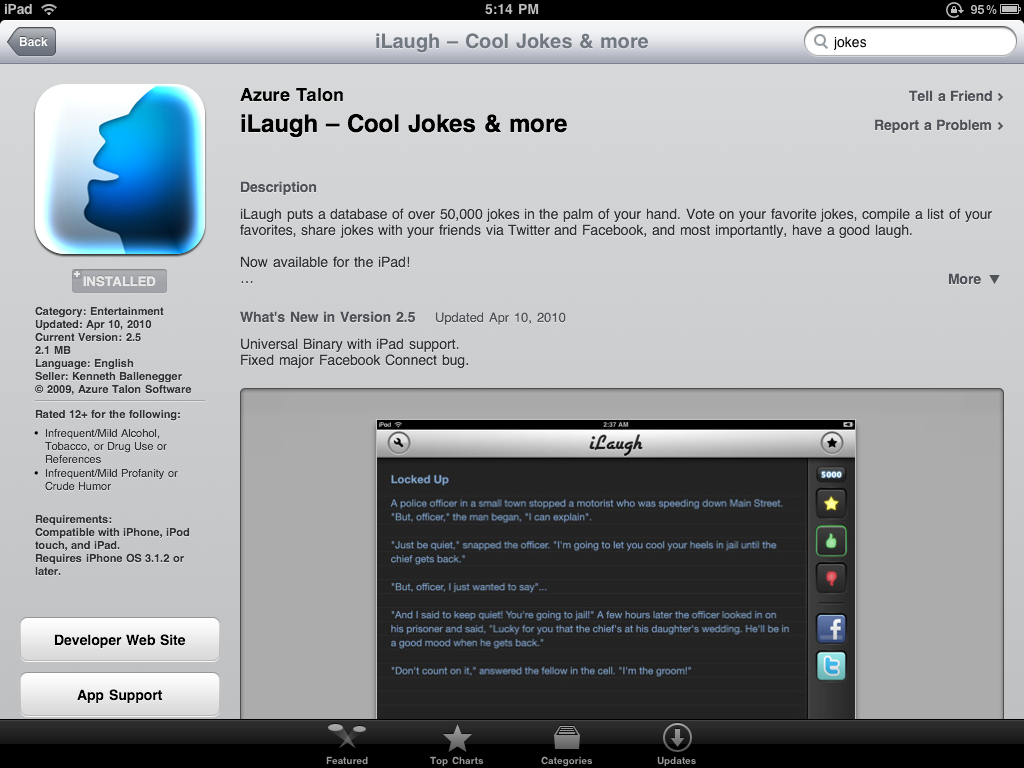 iPad
5:14 PM
95%
Back
iLaugh – Cool Jokes & more
jokes
Azure Talon
iLaugh – Cool Jokes & more
Tell a Friend ›
Report a Problem ›
Description
iLaugh puts a database of over 50,000 jokes in the palm of your hand. Vote on your favorite jokes, compile a list of your
favorites, share jokes with your friends via Twitter and Facebook, and most importantly, have a good laugh.
Now available for the iPad!
...
More ▼
What's New in Version 2.5 Updated Apr 10, 2010
Universal Binary with iPad support.
Fixed major Facebook Connect bug.
+INSTALLED
Category: Entertainment
Updated: Apr 10, 2010
Current Version: 2.5
2.1 MB
Language: English
Seller: Kenneth Ballenegger
© 2009, Azure Talon Software
Rated 12+ for the following:
• Infrequent/Mild Alcohol,
Tobacco, or Drug Use or
References
• Infrequent/Mild Profanity or
Crude Humor
Requirements:
Compatible with iPhone, iPod
touch, and iPad.
Requires iPhone OS 3.1.2 or
later.
Developer Web Site
App Support
iPod
2:37 AM
iLaugh
5000
Locked Up
A police officer in a small town stopped a motorist who was speeding down Main Street.
"But, officer," the man began, "I can explain".
"Just be quiet," snapped the officer. "I'm going to let you cool your heels in jail until the
chief gets back."
"But, officer, I just wanted to say"...
"And I said to keep quiet! You're going to jail!" A few hours later the officer looked in on
his prisoner and said, "Lucky for you that the chief's at his daughter's wedding. He'll be in
a good mood when he gets back."
"Don't count on it," answered the fellow in the cell. "I'm the groom!"
f
t
Featured
Top Charts
Categories
Updates